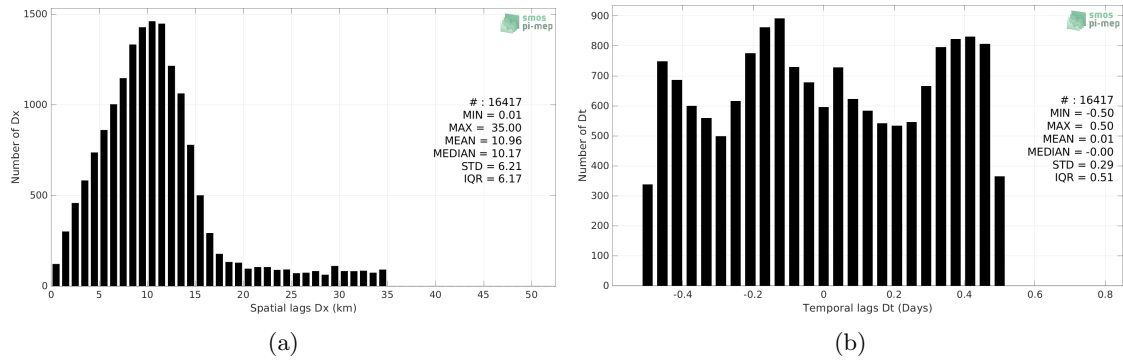 1500
1000
500
0
0
5
10
15
20
25
30
35
40
45
50
Number of Dx
Spatial lags Dx (km)
smos
pi-mep
# : 16417
MIN = 0.01
MAX = 35.00
MEAN = 10.96
MEDIAN = 10.17
STD = 6.21
IQR = 6.17
(a)
900
800
700
600
500
400
300
200
100
0
-0.4
-0.2
0
0.2
0.4
0.6
0.8
Number of Dt
Temporal lags Dt (Days)
smos
pi-mep
# : 16417
MIN = -0.50
MAX = 0.50
MEAN = 0.01
MEDIAN = -0.00
STD = 0.29
IQR = 0.51
(b)